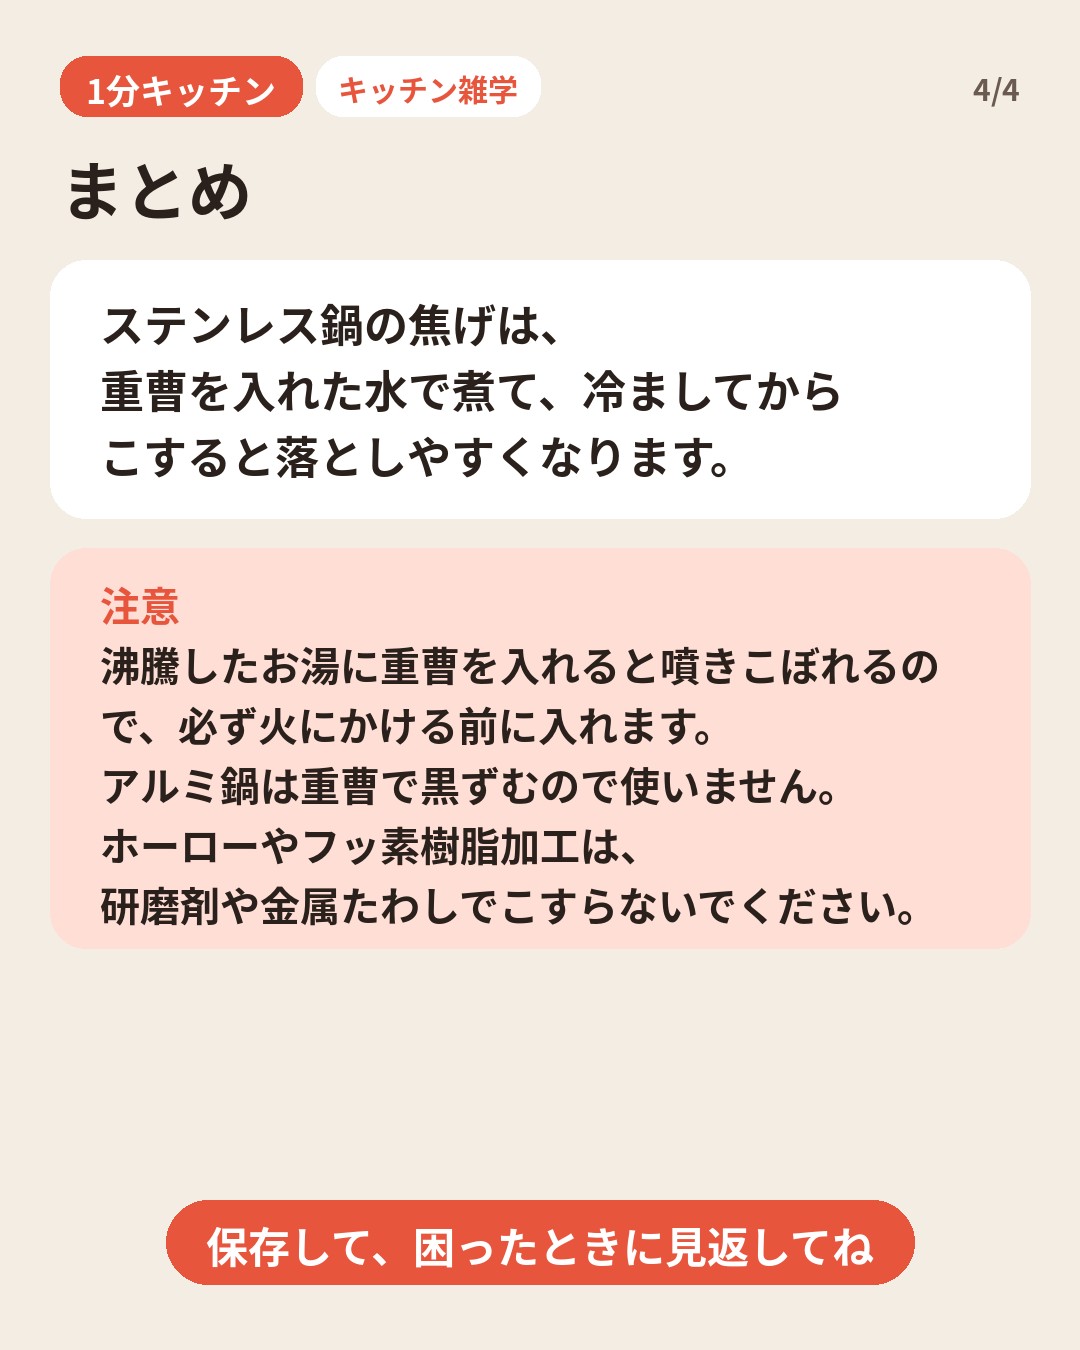 1分キッチン
キッチン雑学
4/4
まとめ
ステンレス鍋の焦げは、
重曹を入れた水で煮て、冷ましてから
こすると落としやすくなります。
注意
沸騰したお湯に重曹を入れると噴きこぼれるの
で、必ず火にかける前に入れます。
アルミ鍋は重曹で黒ずむので使いません。
ホーローやフッ素樹脂加工は、
研磨剤や金属たわしでこすらないでください。
保存して、困ったときに見返してね